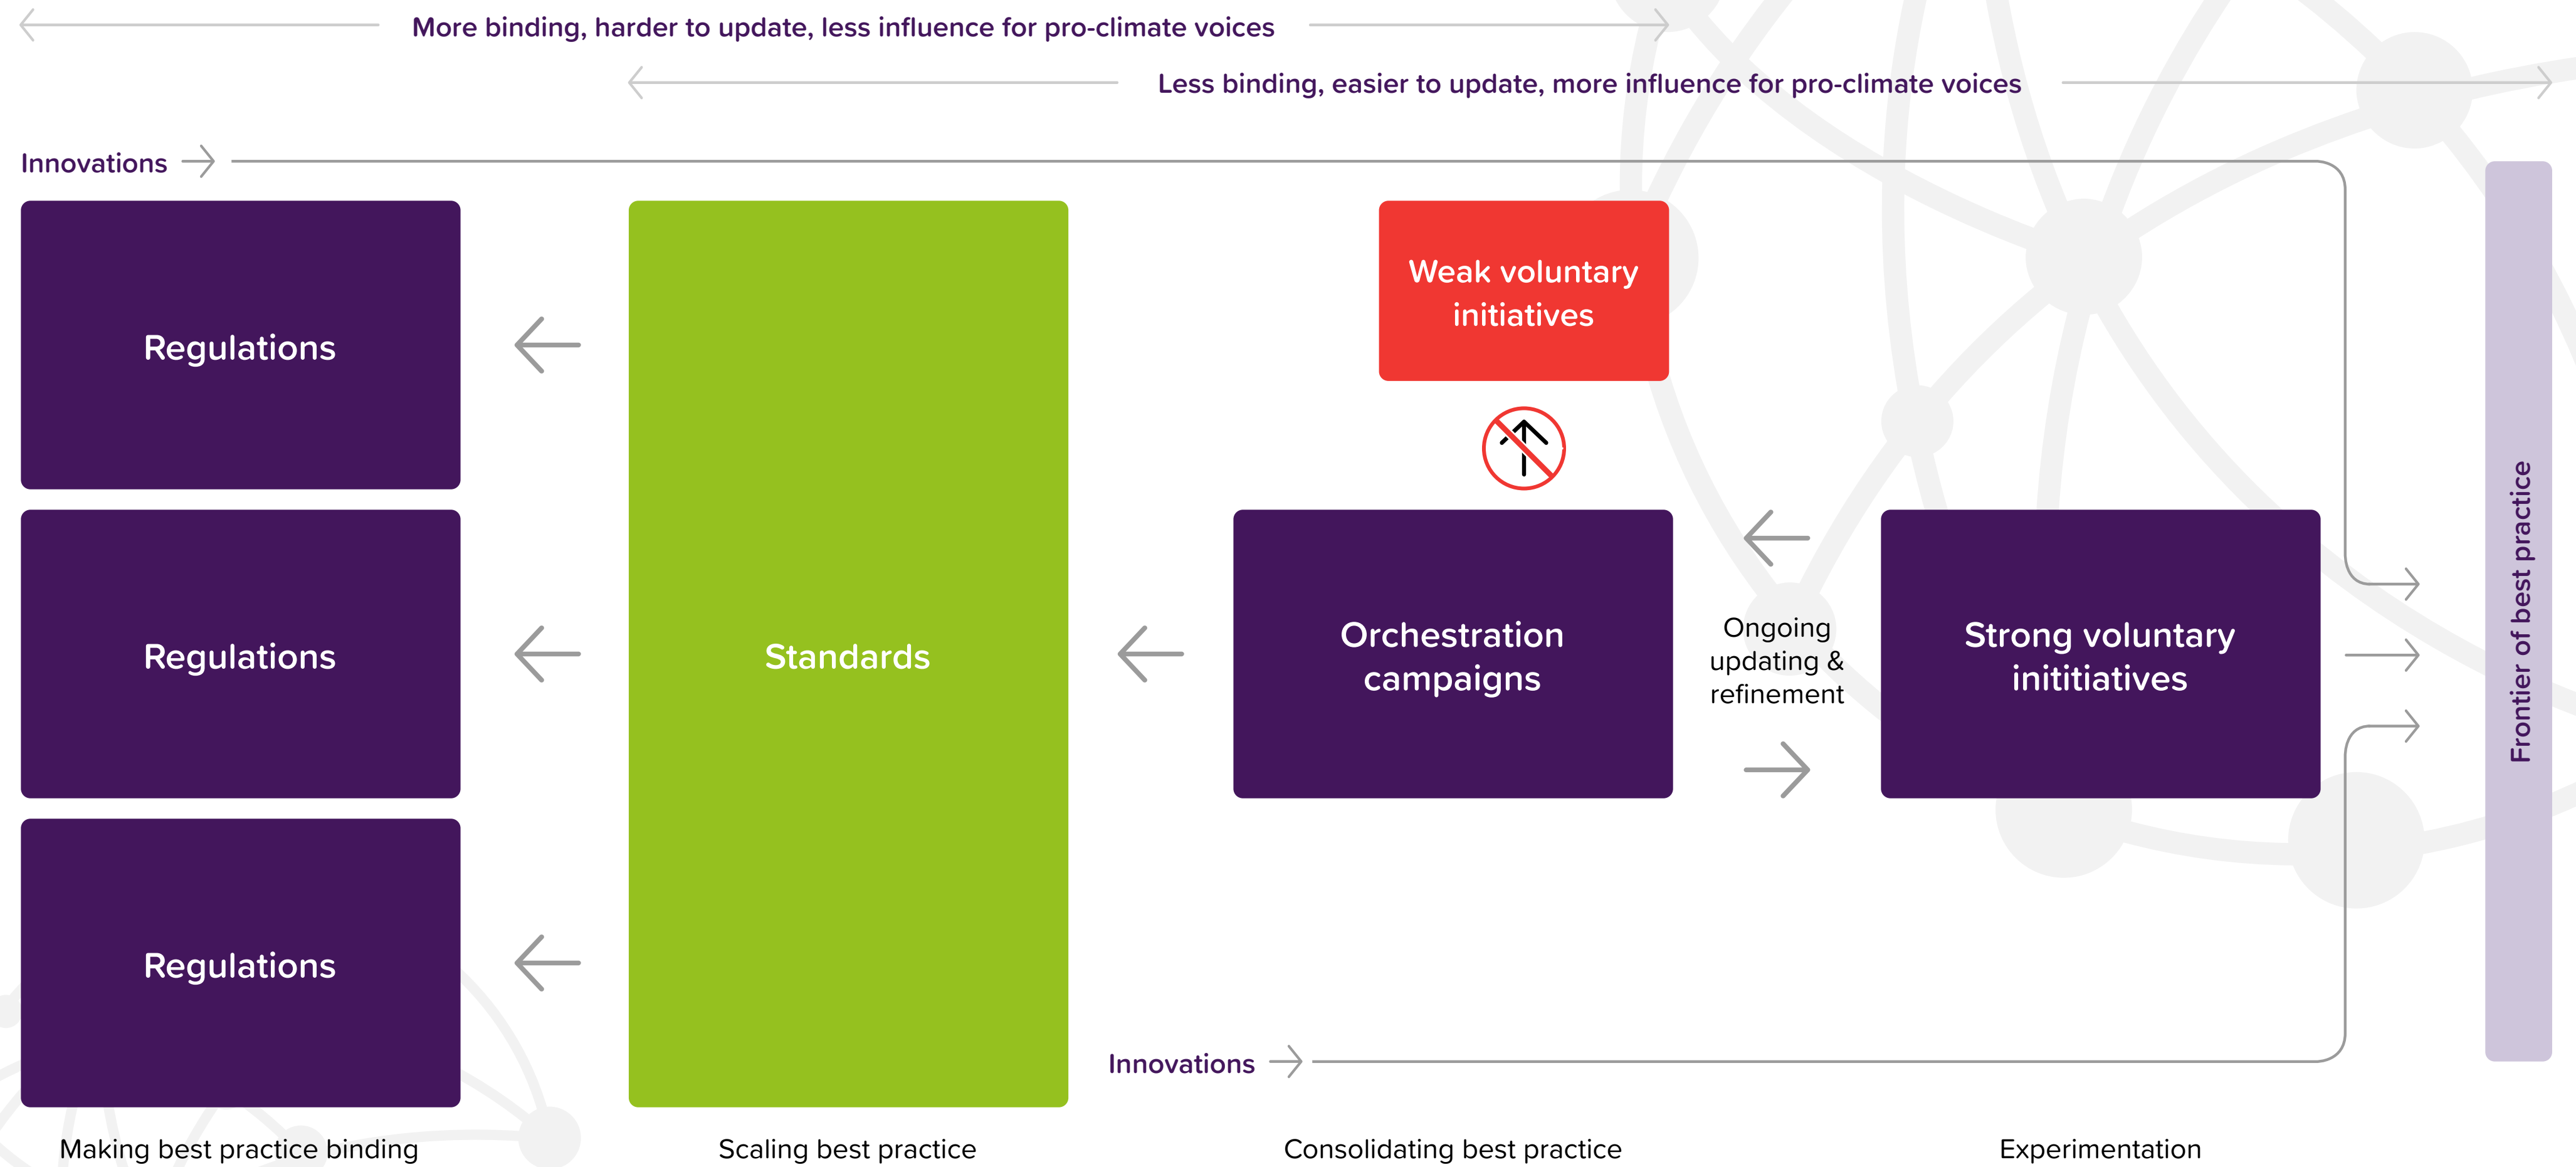 More binding, harder to update, less influence for pro-climate voices
Less binding, easier to update, more influence for pro-climate voices
Innovations
Regulations
Regulations
Regulations
Standards
Weak voluntary
initiatives
Orchestration
campaigns
Ongoing
updating &
refinement
Strong voluntary
inititiatives
Frontier of best practice
Innovations
Making best practice binding
Scaling best practice
Consolidating best practice
Experimentation